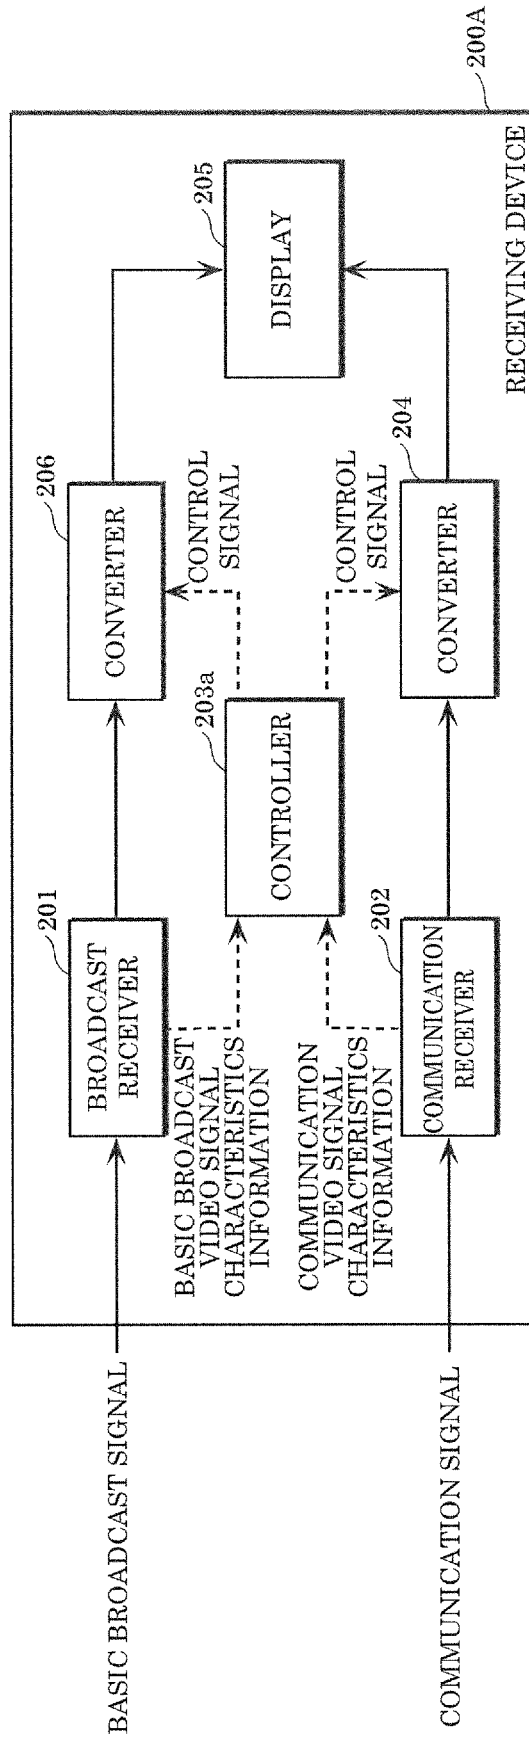 200A
RECEIVING DEVICE
BASIC BROADCAST SIGNAL
201
BROADCAST
RECEIVER
206
CONVERTER
BASIC BROADCAST
VIDEO SIGNAL
CHARACTERISTICS
INFORMATION
CONTROL
SIGNAL
203a
CONTROLLER
205
DISPLAY
COMMUNICATION
VIDEO SIGNAL
CHARACTERISTICS
INFORMATION
CONTROL
SIGNAL
COMMUNICATION SIGNAL
202
COMMUNICATION
RECEIVER
204
CONVERTER